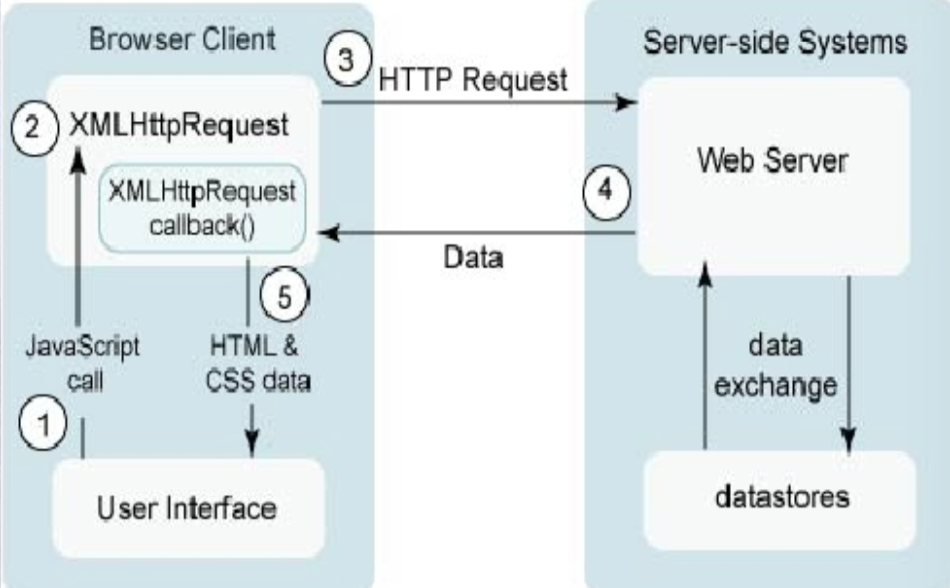 Browser Client
Server-side Systems
3
HTTP Request
2
XMLHttpRequest
Web Server
XMLHttpRequest
callback()
4
Data
5
JavaScript
call
HTML &
CSS data
data
exchange
1
User Interface
datastores